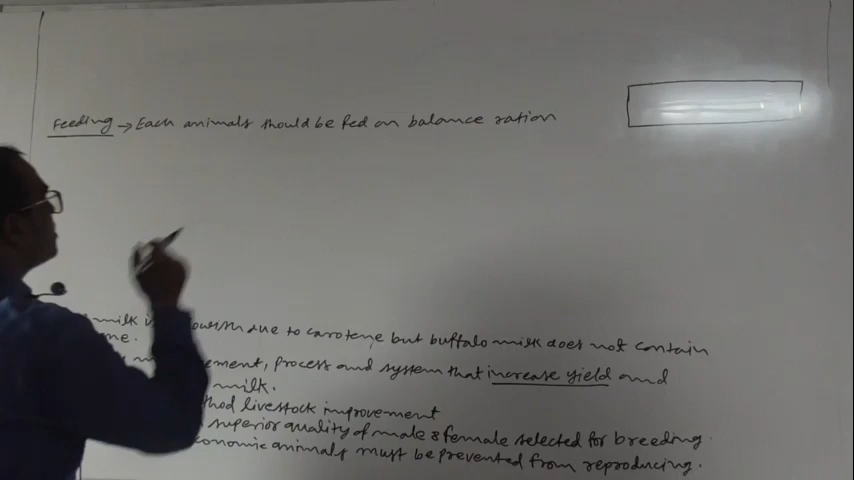 Feeding → Each animals should be fed on balance ration
milk is due to carotene but buffalo milk does not contain
ement, process and system that increase yield and
milk.
thod livestock improvement
superior quality of male & female selected for breeding.
conomic animals must be prevented from reproducing.